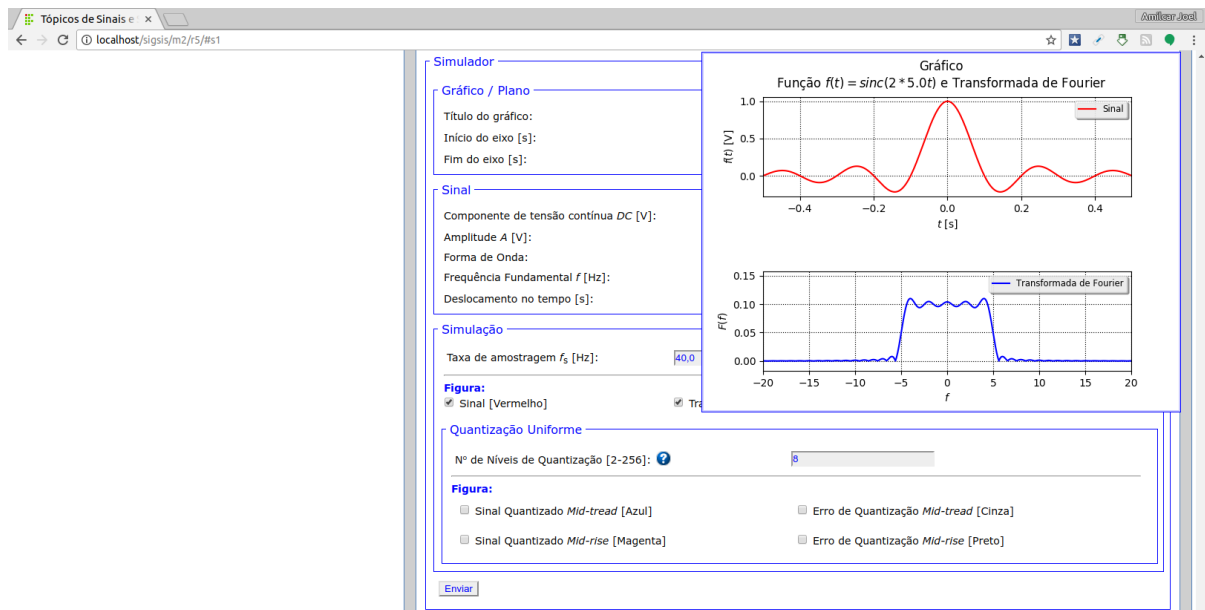 Tópicos de Sinais e
Amilcar Joel
localhost/sigsis/m2/r5/#s1
Simulador
Gráfico / Plano
Título do gráfico:
Início do eixo [s]:
Fim do eixo [s]:
Sinal
Componente de tensão contínua DC [V]:
Amplitude A [V]:
Forma de Onda:
Frequência Fundamental f [Hz]:
Deslocamento no tempo [s]:
Simulação
Taxa de amostragem fs [Hz]: 40,0
Figura:
Sinal [Vermelho] Tra
Gráfico
Função f(t) = sinc(2 * 5.0t) e Transformada de Fourier
Sinal
1.0
0.5
0.0
f(t) [V]
−0.4 −0.2 0.0 0.2 0.4
t [s]
Transformada de Fourier
0.15
0.10
0.05
0.00
F(f)
−20 −15 −10 −5 0 5 10 15 20
f
Quantização Uniforme
Nº de Níveis de Quantização [2-256]: ? 8
Figura:
Sinal Quantizado Mid-tread [Azul] Erro de Quantização Mid-tread [Cinza]
Sinal Quantizado Mid-rise [Magenta] Erro de Quantização Mid-rise [Preto]
Enviar